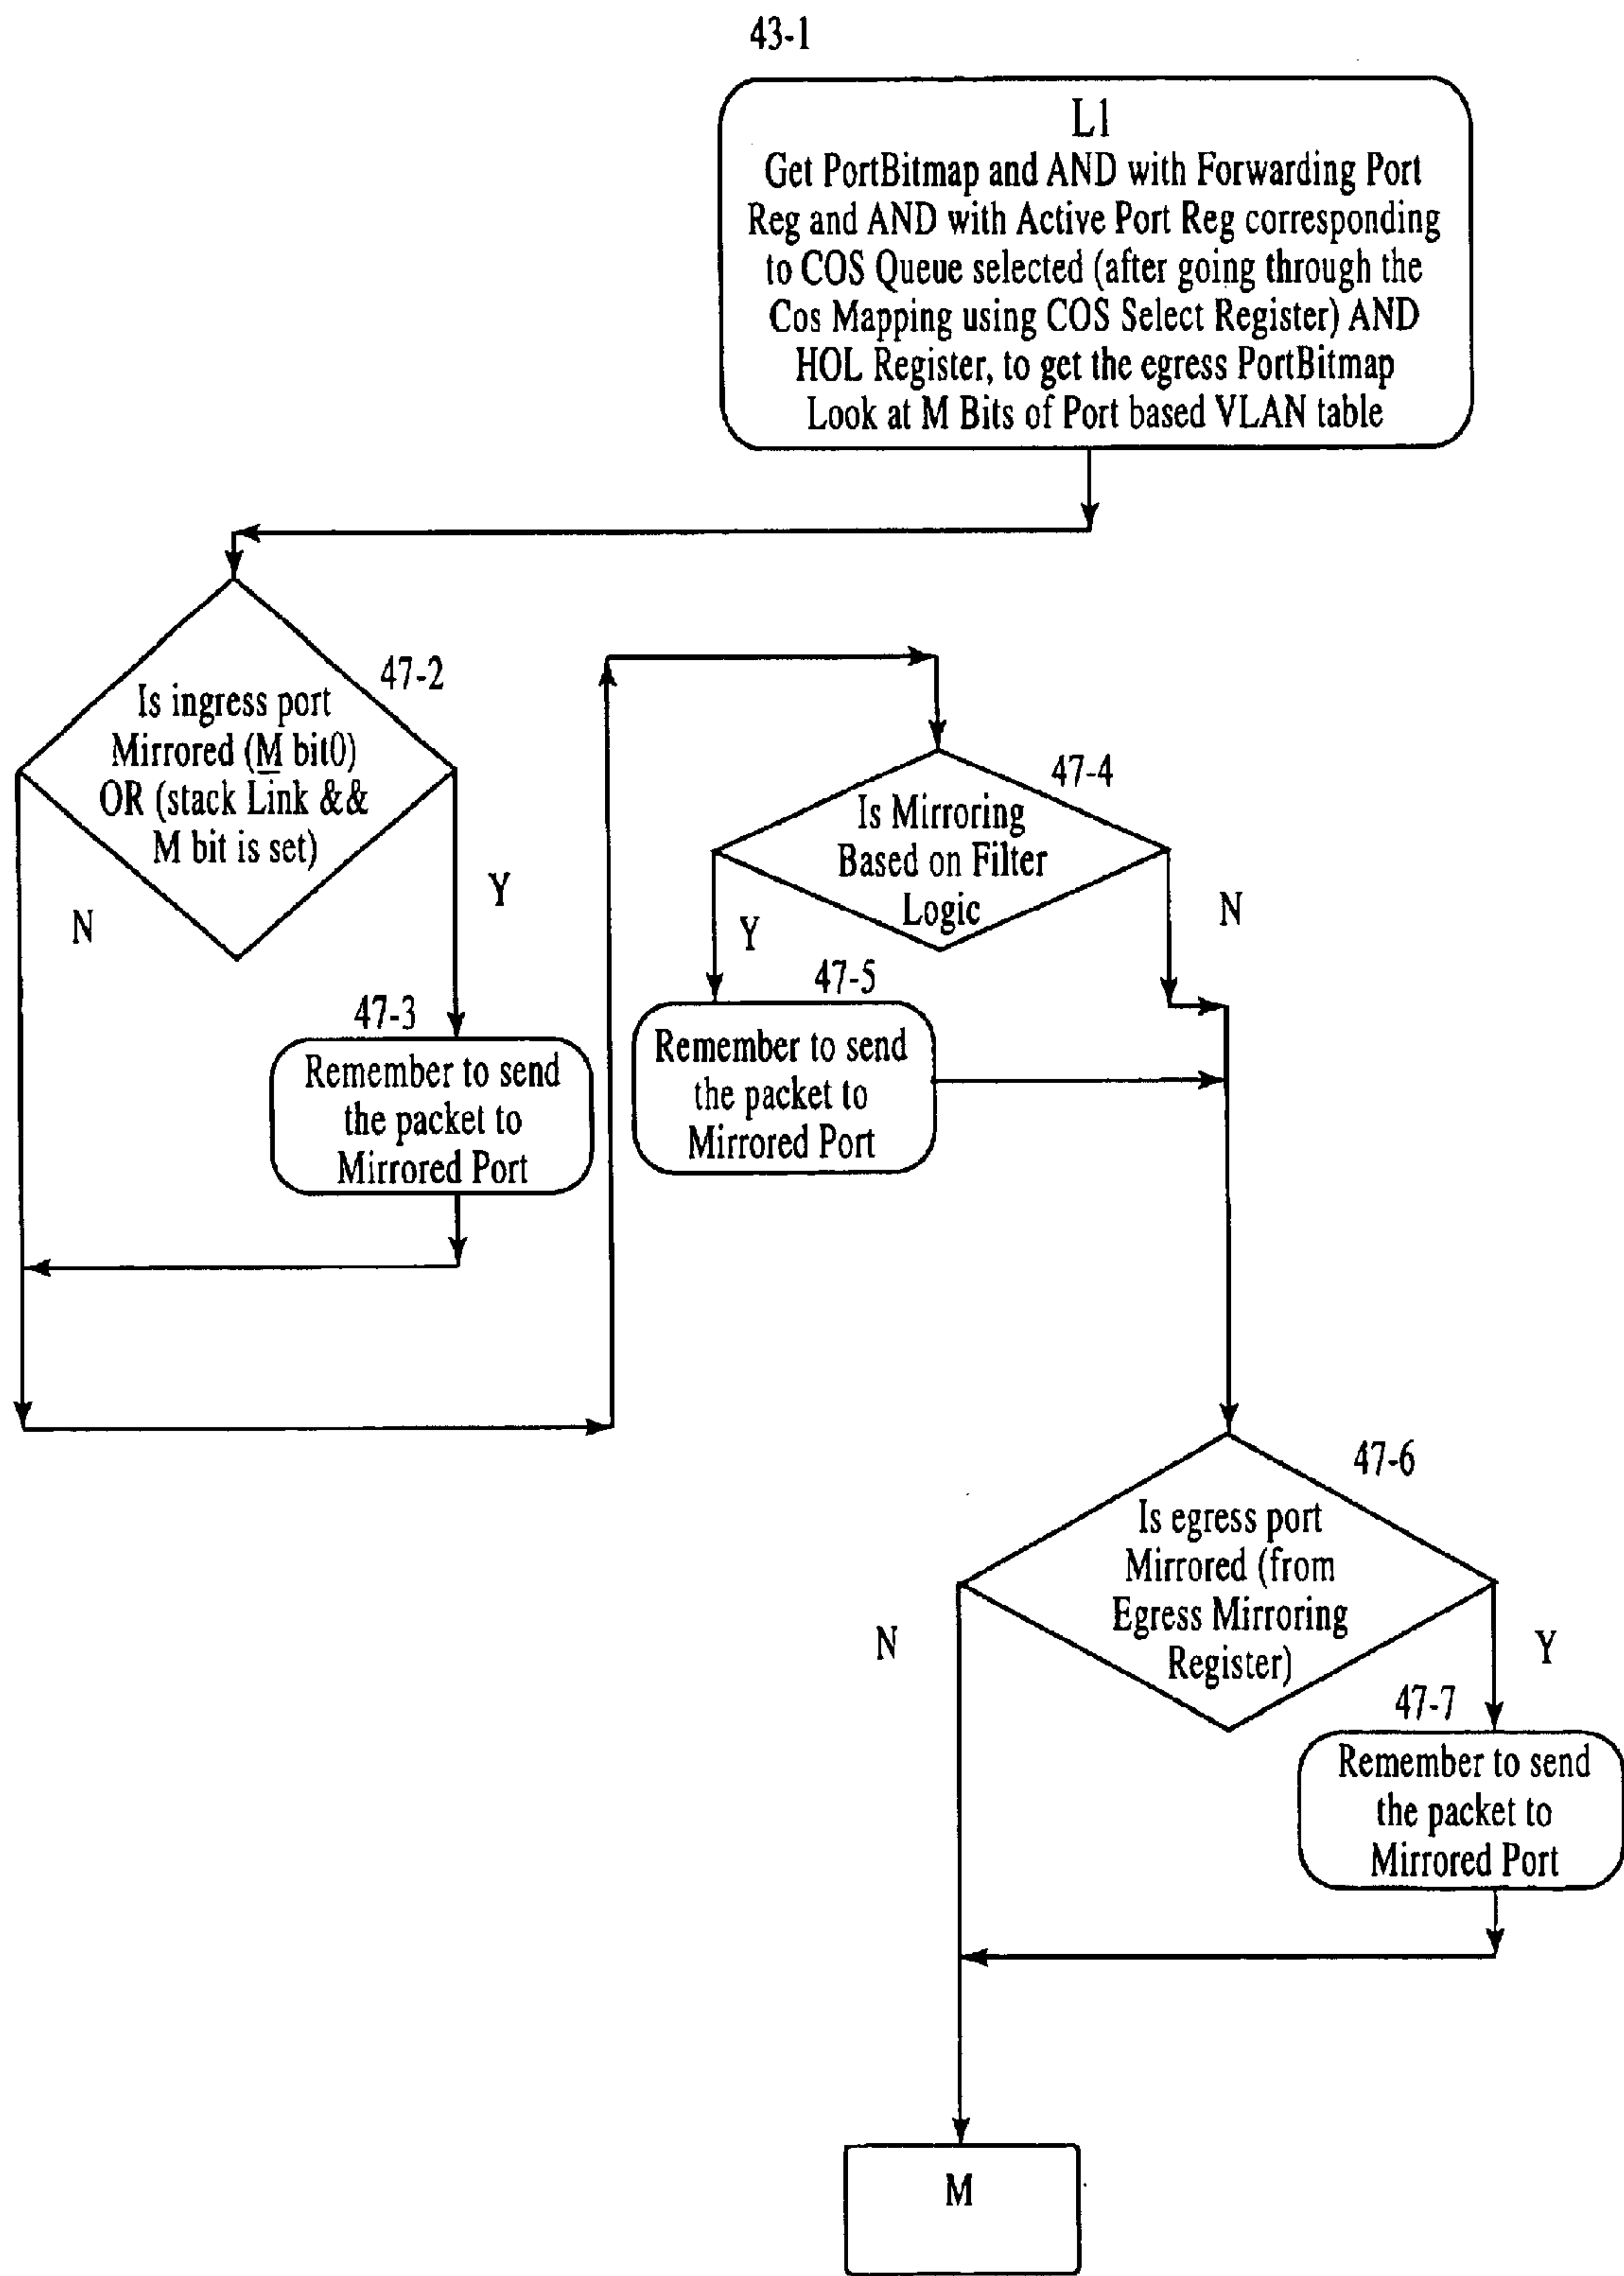 43-1
L1
Get PortBitmap and AND with Forwarding Port
Reg and AND with Active Port Reg corresponding
to COS Queue selected (after going through the
Cos Mapping using COS Select Register) AND
HOL Register, to get the egress PortBitmap
Look at M Bits of Port based VLAN table
47-2
Is ingress port
Mirrored (M bit0)
OR (stack Link &&
M bit is set)
N
Y
47-3
Remember to send
the packet to
Mirrored Port
47-4
Is Mirroring
Based on Filter
Logic
Y
N
47-5
Remember to send
the packet to
Mirrored Port
47-6
Is egress port
Mirrored (from
Egress Mirroring
Register)
N
Y
47-7
Remember to send
the packet to
Mirrored Port
M